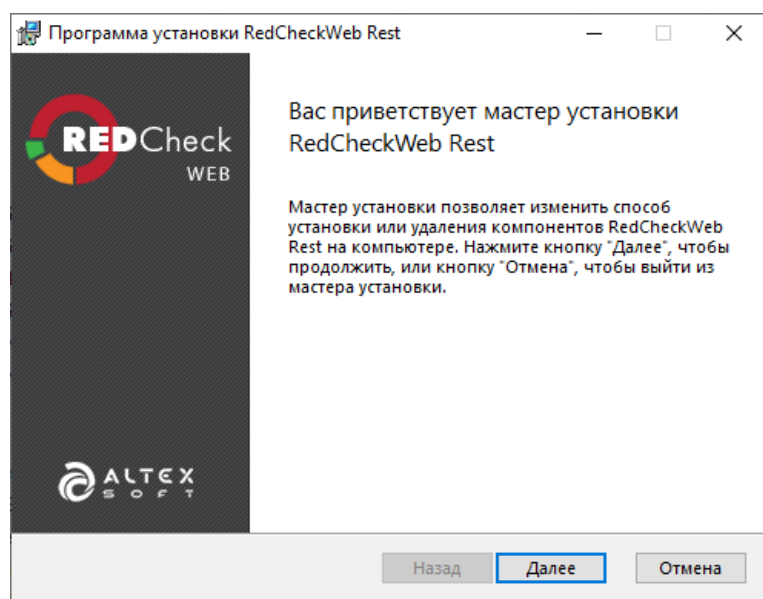 Программа установки RedCheckWeb Rest
REDCheck
WEB
Вас приветствует мастер установки
RedCheckWeb Rest
Мастер установки позволяет изменить способ
установки или удаления компонентов RedCheckWeb
Rest на компьютере. Нажмите кнопку "Далее", чтобы
продолжить, или кнопку "Отмена", чтобы выйти из
мастера установки.
ALTEX
SOFT
Назад
Далее
Отмена